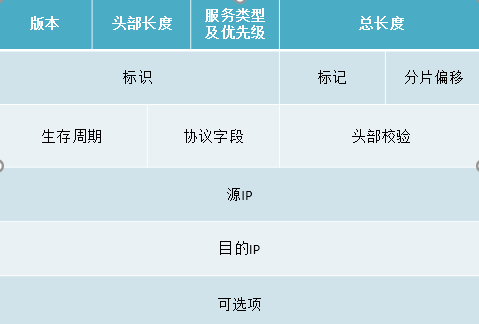 版本
头部长度
服务类型
及优先级
总长度
标识
标记
分片偏移
生存周期
协议字段
头部校验
源IP
目的IP
可选项